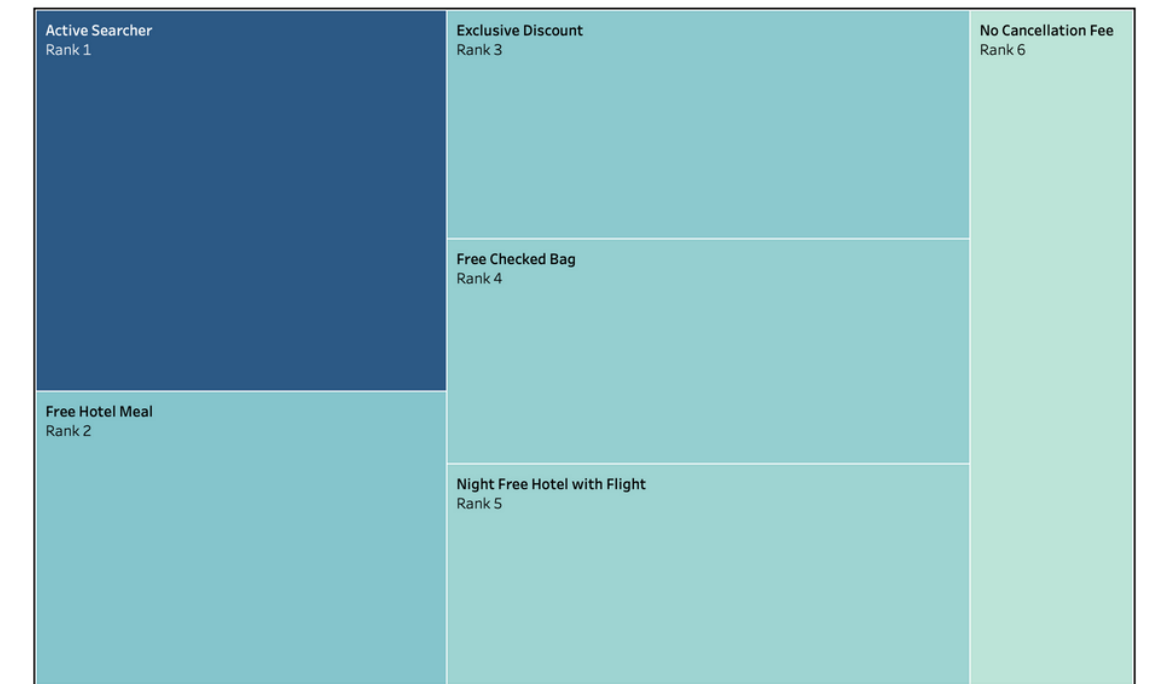 Active Searcher
Rank 1
Free Hotel Meal
Rank 2
Exclusive Discount
Rank 3
Free Checked Bag
Rank 4
Night Free Hotel with Flight
Rank 5
No Cancellation Fee
Rank 6